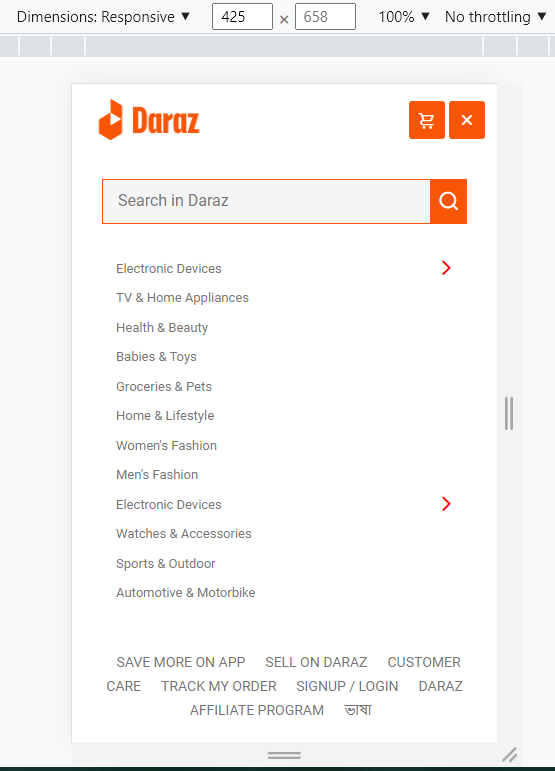 Dimensions: Responsive ▼ 425 × 658 100% ▼ No throttling ▼
Daraz
Search in Daraz
Electronic Devices
TV & Home Appliances
Health & Beauty
Babies & Toys
Groceries & Pets
Home & Lifestyle
Women's Fashion
Men's Fashion
Electronic Devices
Watches & Accessories
Sports & Outdoor
Automotive & Motorbike
SAVE MORE ON APP SELL ON DARAZ CUSTOMER
CARE TRACK MY ORDER SIGNUP / LOGIN DARAZ
AFFILIATE PROGRAM ভাষা